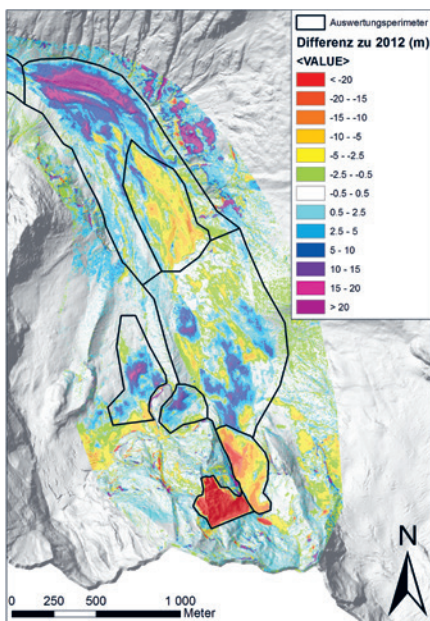 Auswertungsperimeter
Differenz zu 2012 (m)
<VALUE>
< -20
-20 - -15
-15 - -10
-10 - -5
-5 - -2.5
-2.5 - -0.5
-0.5 - 0.5
0.5 - 2.5
2.5 - 5
5 - 10
10 - 15
15 - 20
> 20
N
0 250 500 1 000
Meter